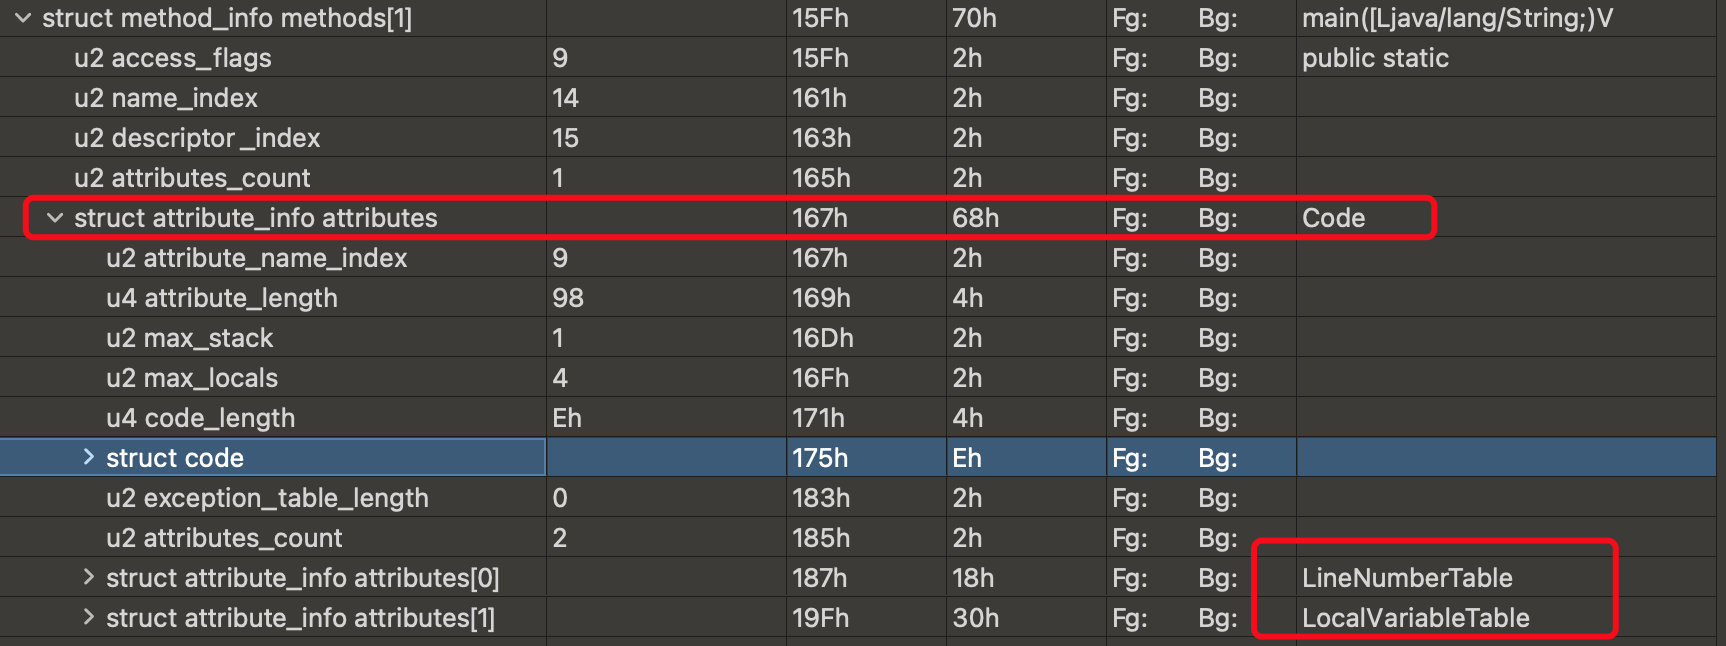 struct method_info methods[1] 15Fh 70h Fg: Bg: main([Ljava/lang/String;)V
u2 access_flags 9 15Fh 2h Fg: Bg: public static
u2 name_index 14 161h 2h Fg: Bg:
u2 descriptor_index 15 163h 2h Fg: Bg:
u2 attributes_count 1 165h 2h Fg: Bg:
struct attribute_info attributes 167h 68h Fg: Bg: Code
u2 attribute_name_index 9 167h 2h Fg: Bg:
u4 attribute_length 98 169h 4h Fg: Bg:
u2 max_stack 1 16Dh 2h Fg: Bg:
u2 max_locals 4 16Fh 2h Fg: Bg:
u4 code_length Eh 171h 4h Fg: Bg:
struct code 175h Eh Fg: Bg:
u2 exception_table_length 0 183h 2h Fg: Bg:
u2 attributes_count 2 185h 2h Fg: Bg:
struct attribute_info attributes[0] 187h 18h Fg: Bg: LineNumberTable
struct attribute_info attributes[1] 19Fh 30h Fg: Bg: LocalVariableTable